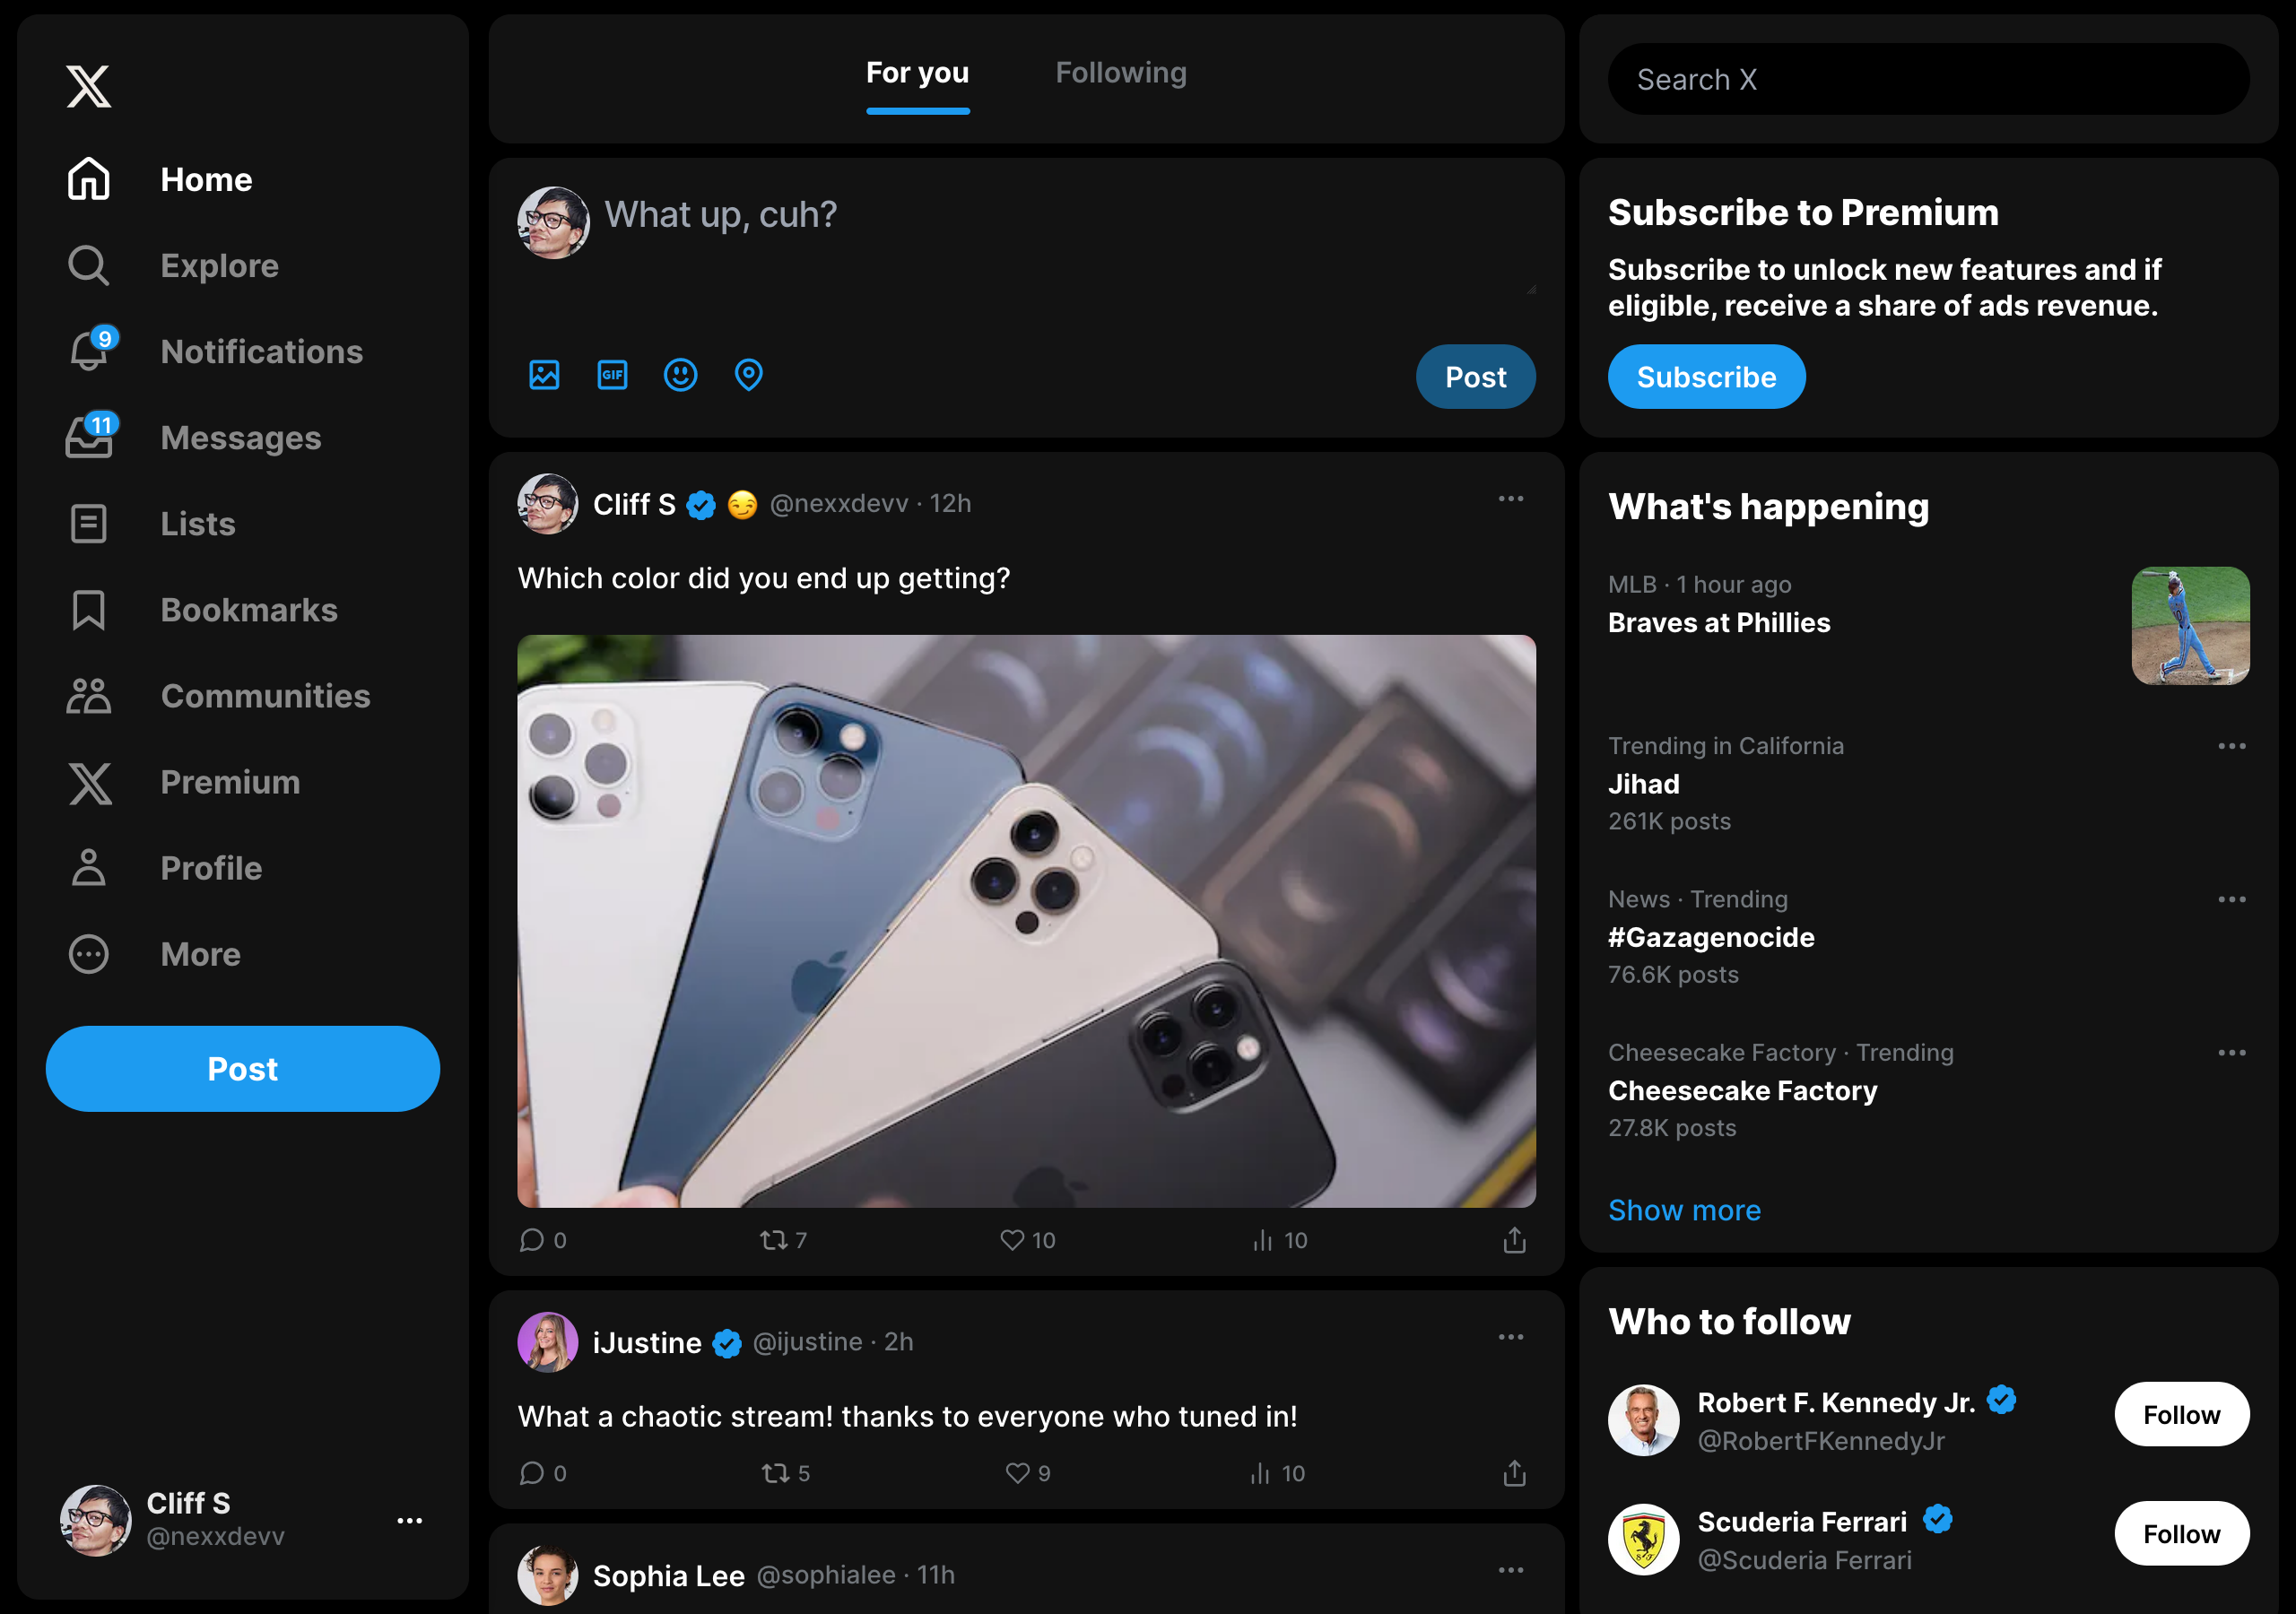 Home
Explore
9
Notifications
11
Messages
Lists
Bookmarks
Communities
Premium
Profile
More
Post
Cliff S
@nexxdevv
For you
Following
What up, cuh?
GIF
Post
Cliff S @nexxdevv · 12h
Which color did you end up getting?
0 7 10 10
iJustine @ijustine · 2h
What a chaotic stream! thanks to everyone who tuned in!
0 5 9 10
Sophia Lee @sophialee · 11h
Search X
Subscribe to Premium
Subscribe to unlock new features and if
eligible, receive a share of ads revenue.
Subscribe
What's happening
MLB · 1 hour ago
Braves at Phillies
Trending in California
Jihad
261K posts
News · Trending
#Gazagenocide
76.6K posts
Cheesecake Factory · Trending
Cheesecake Factory
27.8K posts
Show more
Who to follow
Robert F. Kennedy Jr.
@RobertFKennedyJr
Follow
Scuderia Ferrari
@Scuderia Ferrari
Follow